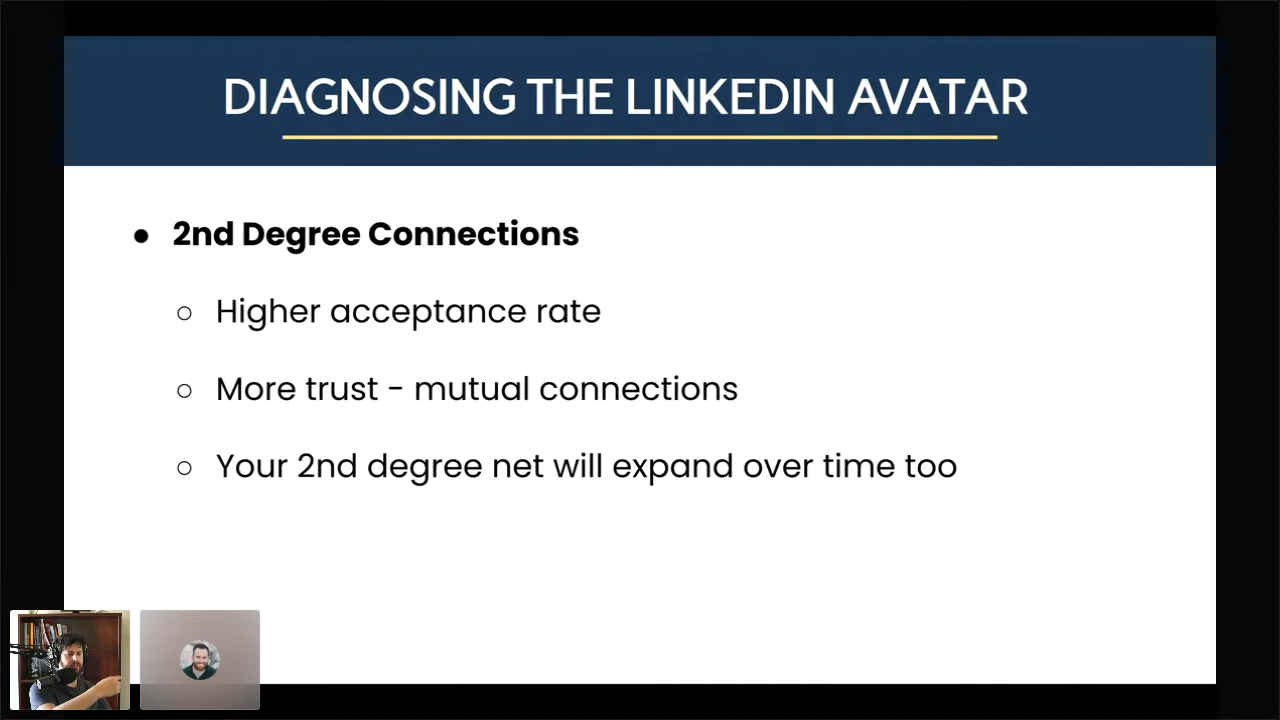 DIAGNOSING THE LINKEDIN AVATAR
● 2nd Degree Connections
○ Higher acceptance rate
○ More trust - mutual connections
○ Your 2nd degree net will expand over time too